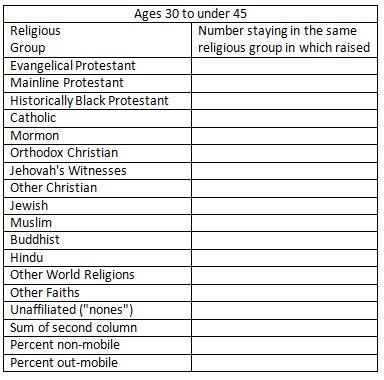 Ages 30 to under 45
Religious Group
Number staying in the same religious group in which raised
Evangelical Protestant
Mainline Protestant
Historically Black Protestant
Catholic
Mormon
Orthodox Christian
Jehovah's Witnesses
Other Christian
Jewish
Muslim
Buddhist
Hindu
Other World Religions
Other Faiths
Unaffiliated ("nones")
Sum of second column
Percent non-mobile
Percent out-mobile